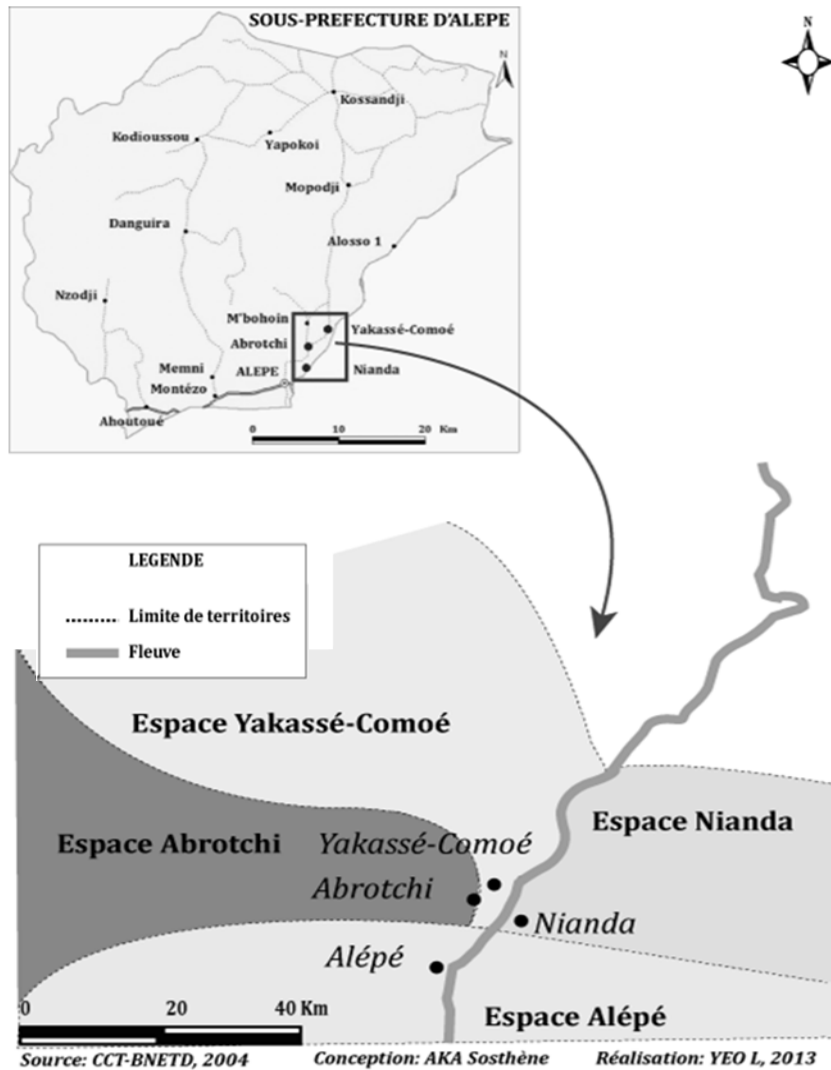 SOUS-PREFECTURE D'ALEPE
N
Kossandji
Kodioussou
Yapokoi
Mopodji
Danguira
Alosso 1
Nzodji
M'bohoin
Yakassé-Comoé
Abrotchi
Memni
ALEPE
Nianda
Montézo
Ahoutoué
0 10 20 Km
N
LEGENDE
Limite de territoires
Fleuve
Espace Yakassé-Comoé
Espace Nianda
Espace Abrotchi
Yakassé-Comoé
Abrotchi
Nianda
Alépé
0 20 40 Km
Espace Alépé
Source: CCT-BNETD, 2004 Conception: AKA Sosthène Réalisation: YEO L, 2013